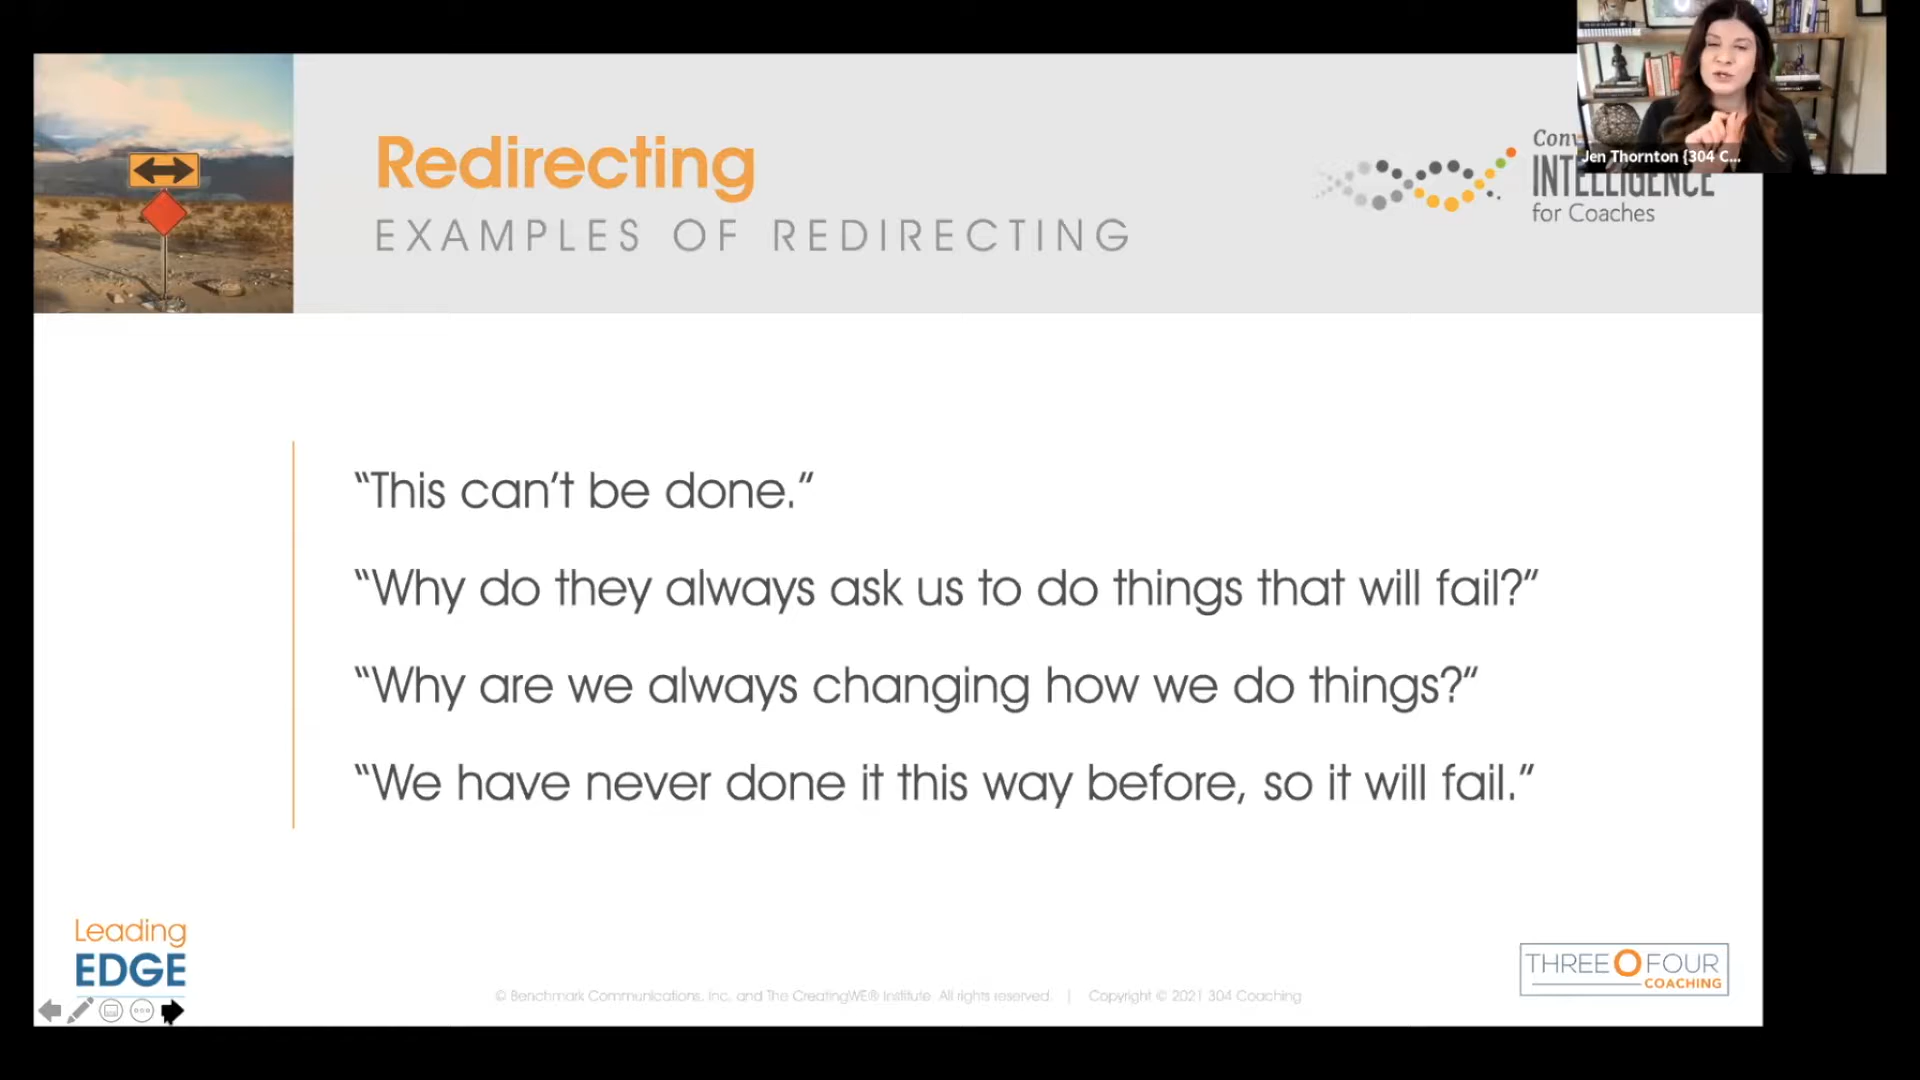 Redirecting
EXAMPLES OF REDIRECTING
INTELLIGENCE
for Coaches
Jen Thornton {304 C...
“This can’t be done.”
“Why do they always ask us to do things that will fail?”
“Why are we always changing how we do things?”
“We have never done it this way before, so it will fail.”
Leading
EDGE
© Benchmark Communications, Inc. and The CreatingWE® Institute. All rights reserved. | Copyright © 2021 304 Coaching
THREE O FOUR
COACHING